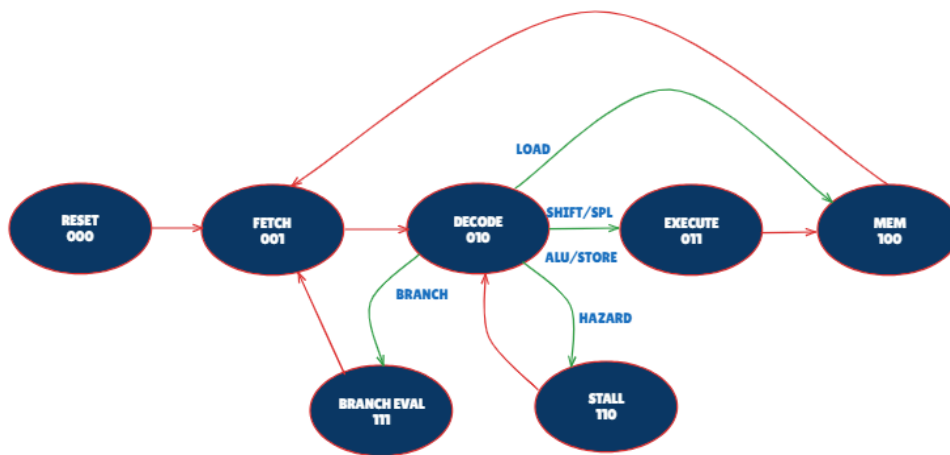 LOAD
RESET
000
FETCH
001
DECODE
010
SHIFT/SPL
ALU/STORE
EXECUTE
011
MEM
100
BRANCH
HAZARD
BRANCH EVAL
111
STALL
110